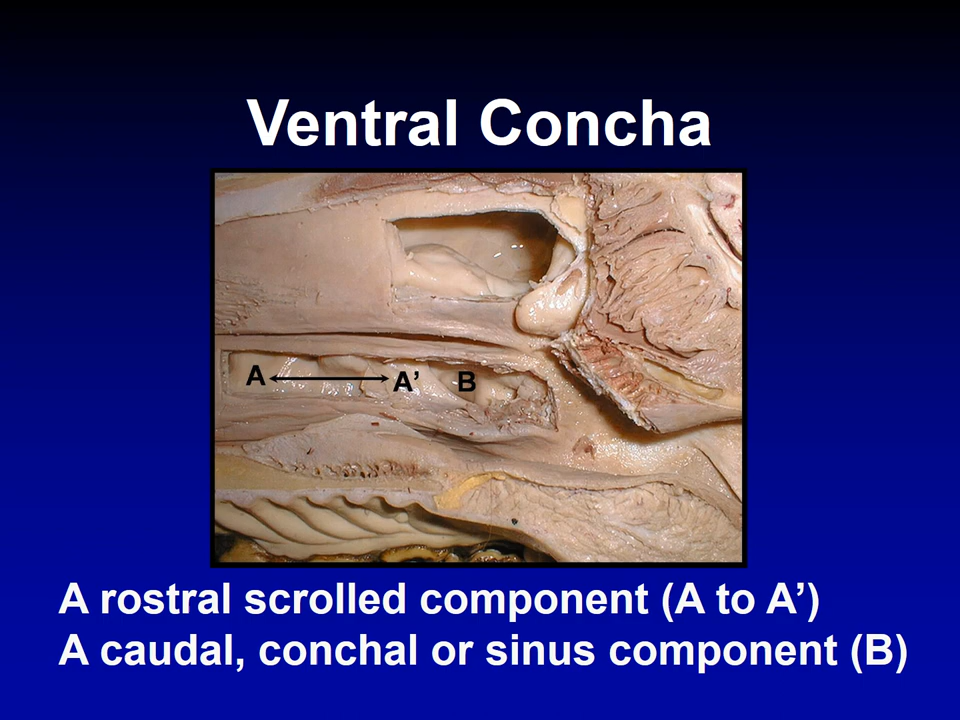 Ventral Concha
A A’ B
A rostral scrolled component (A to A’)
A caudal, conchal or sinus component (B)